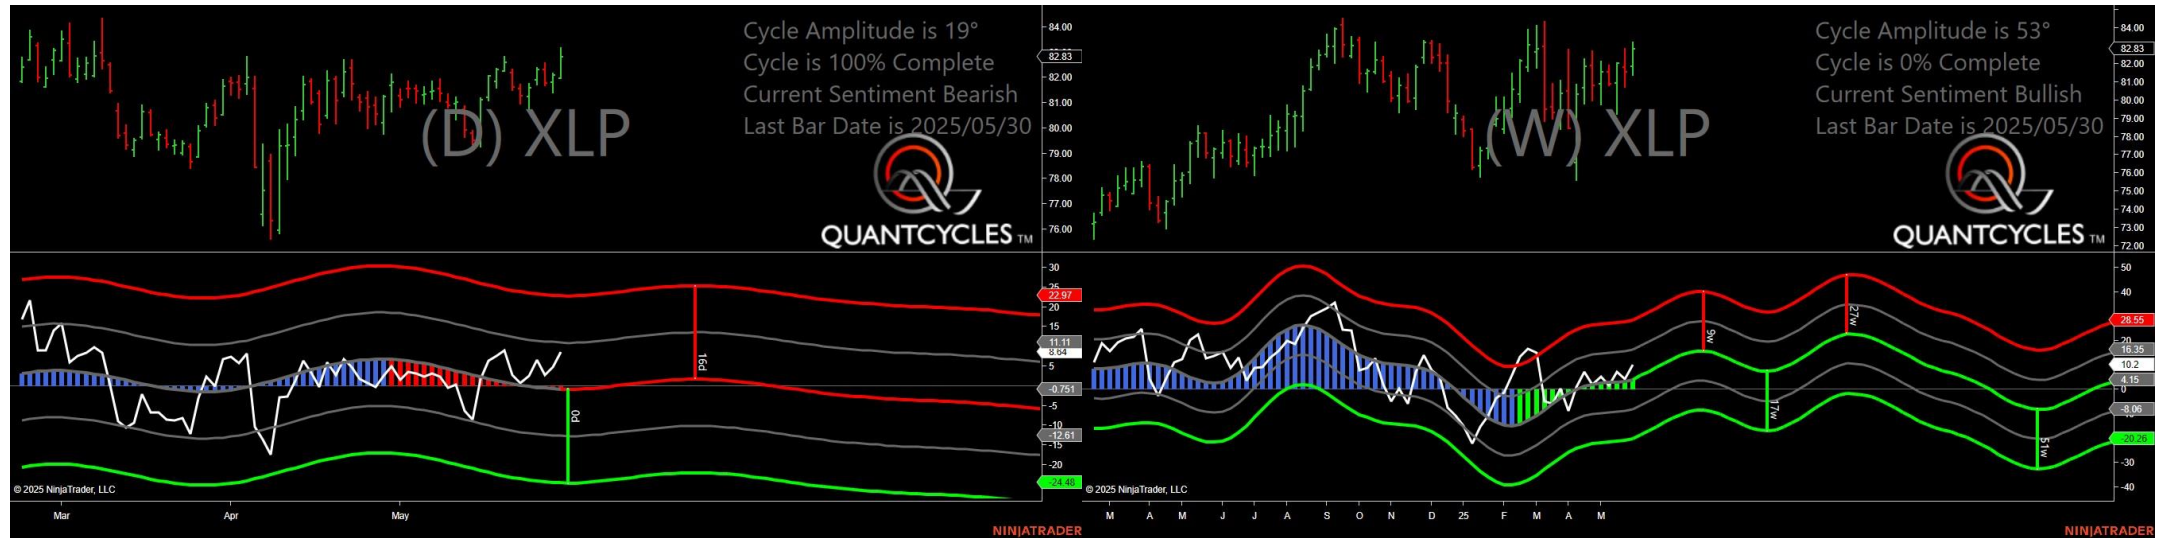 Cycle Amplitude is 19°
Cycle is 100% Complete
Current Sentiment Bearish
Last Bar Date is 2025/05/30
(D) XLP
QUANTCYCLES TM
84.00
82.83
82.00
81.00
80.00
79.00
78.00
77.00
76.00
30
25
22.97
20
15
11.11
8.64
5
-0.751
-5
-10
-12.61
-15
-20
-24.48
16d
0d
© 2025 NinjaTrader, LLC
Mar
Apr
May
NINJATRADER
Cycle Amplitude is 53°
Cycle is 0% Complete
Current Sentiment Bullish
Last Bar Date is 2025/05/30
(W) XLP
QUANTCYCLES TM
84.00
82.83
82.00
81.00
80.00
79.00
78.00
77.00
76.00
75.00
74.00
73.00
72.00
50
40
28.55
20
16.35
10.2
4.15
0
-8.06
-20.26
-30
-40
9w
17w
27w
51w
© 2025 NinjaTrader, LLC
M
A
M
J
J
A
S
O
N
D
25
F
M
A
M
NINJATRADER